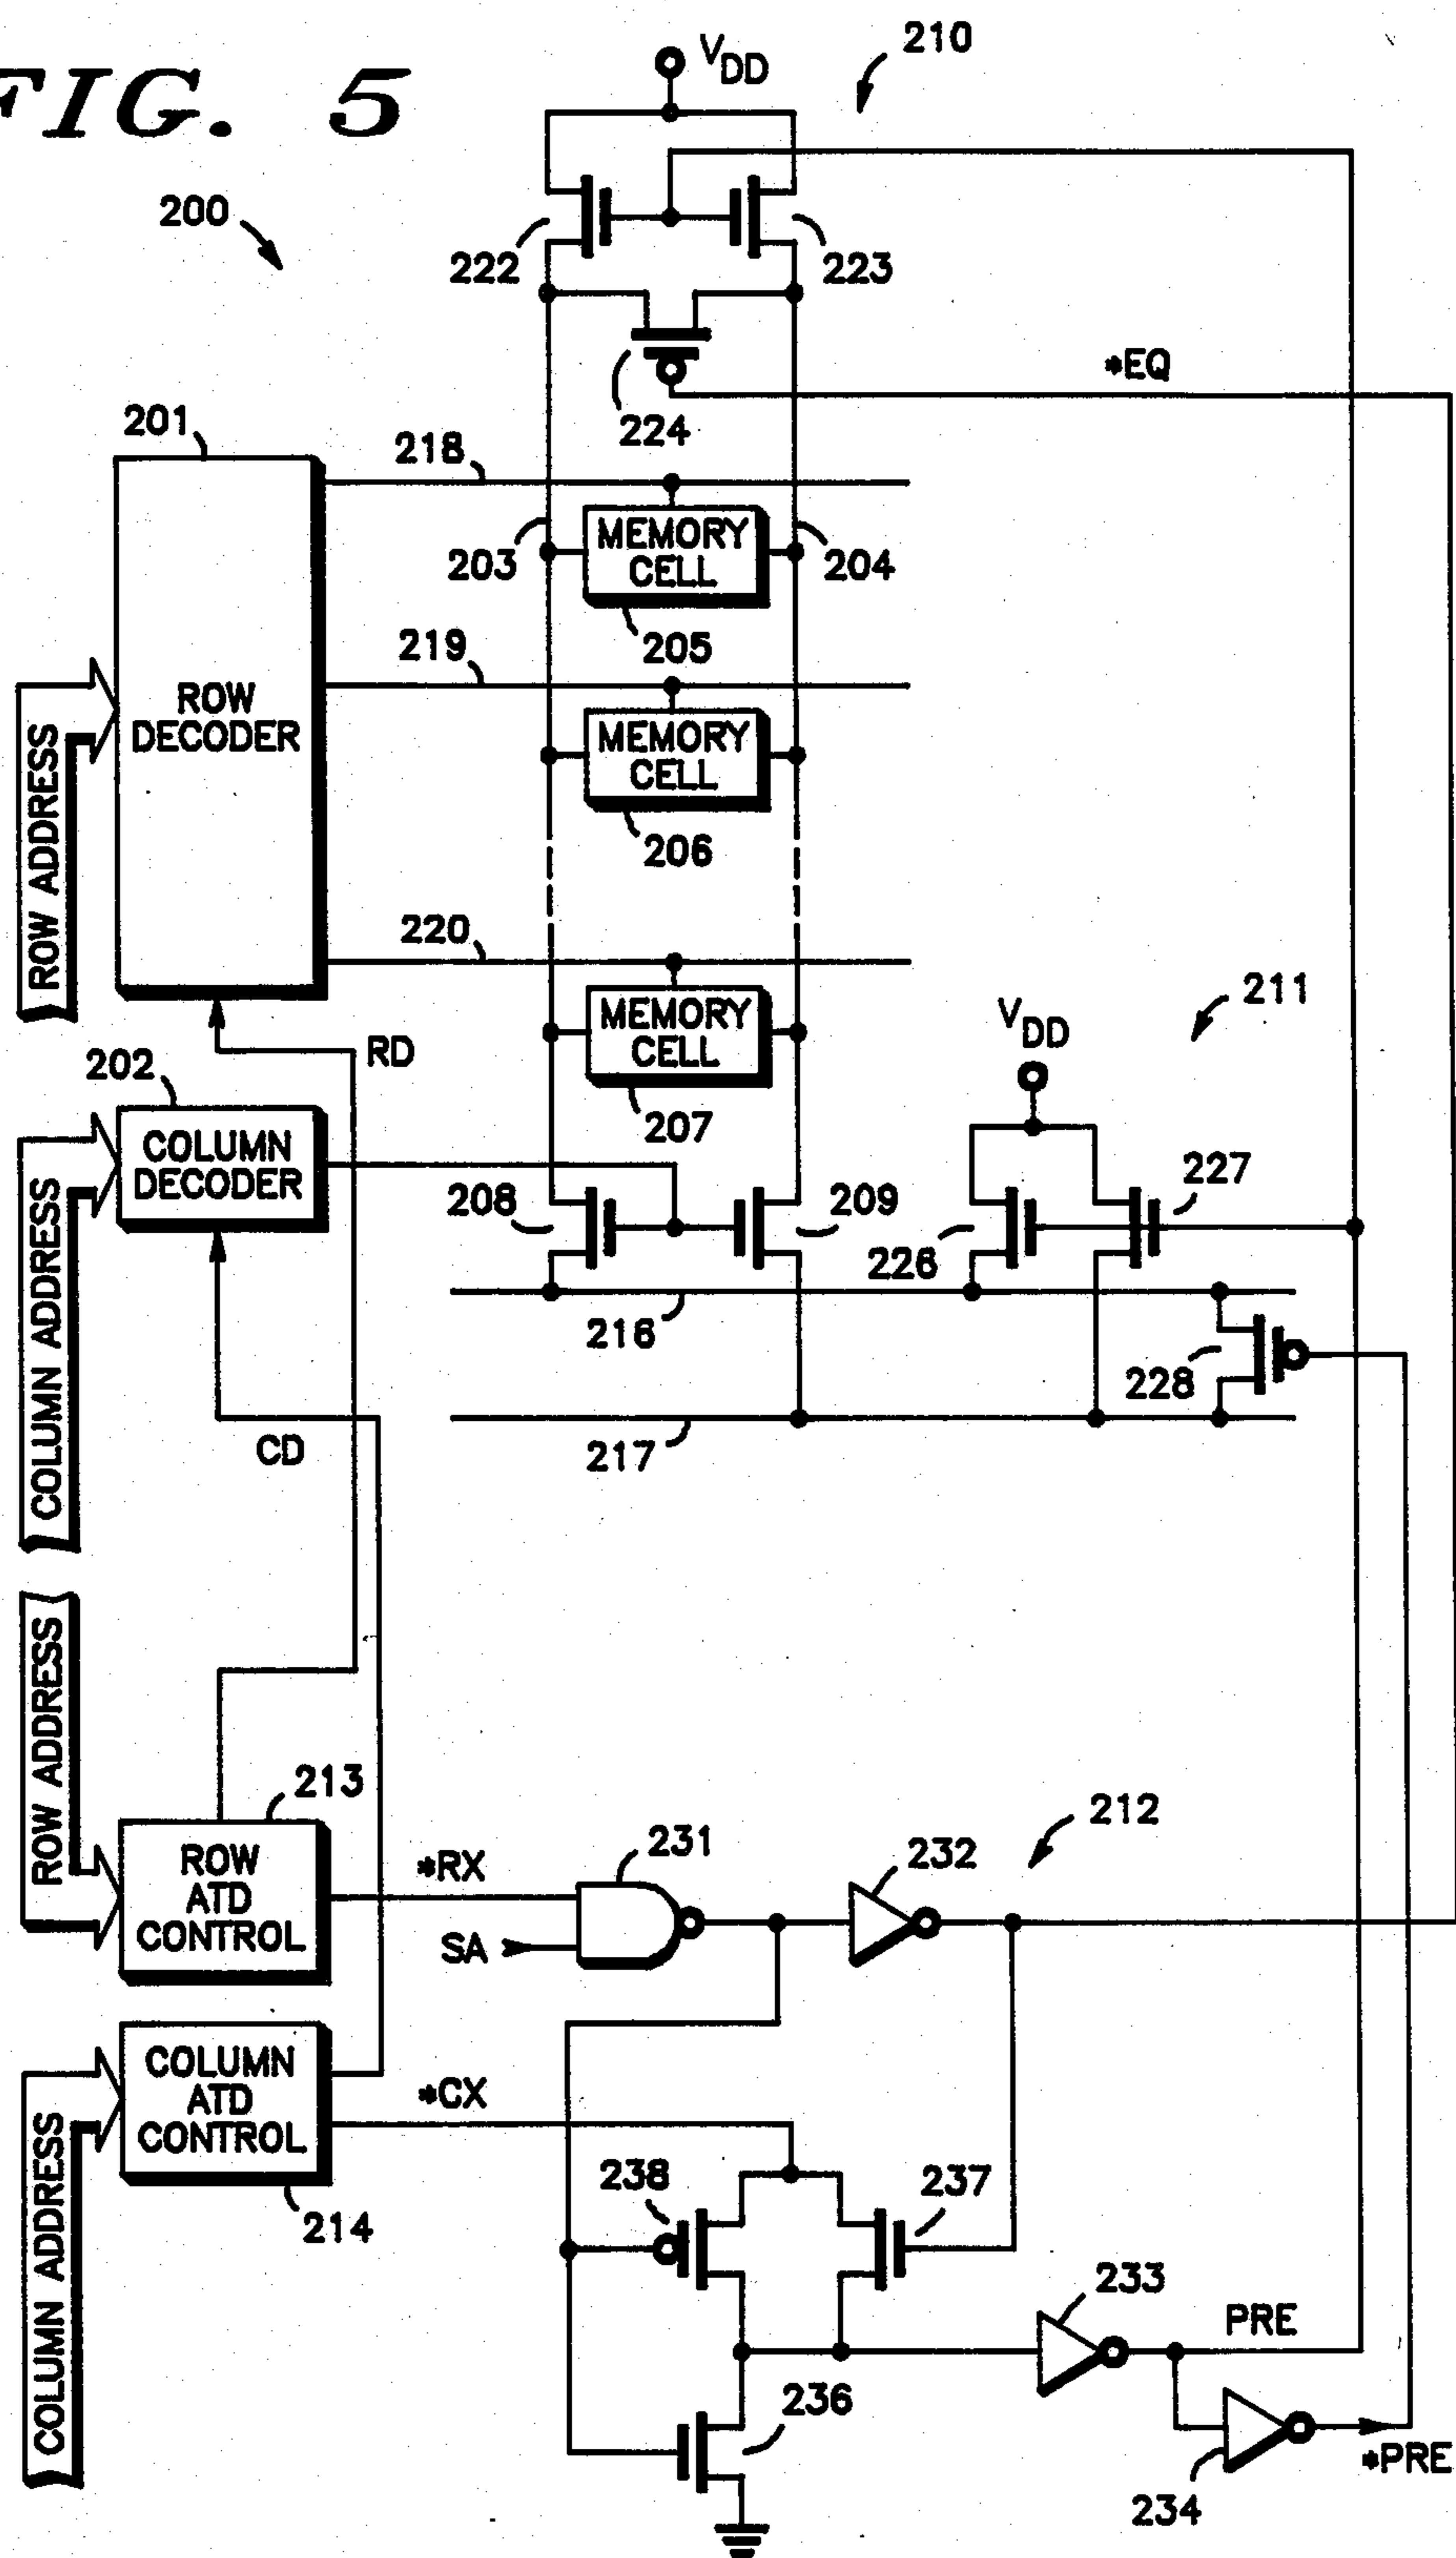 FIG. 5
210
V DD
200
222
223
*EQ
224
201
218
203
MEMORY
CELL
204
205
219
ROW
DECODER
MEMORY
CELL
206
ROW ADDRESS
220
MEMORY
CELL
207
RD
V DD
211
202
COLUMN
DECODER
208
209
226
227
216
228
217
CD
COLUMN ADDRESS
ROW ADDRESS
213
ROW
ATD
CONTROL
*RX
SA
231
232
212
COLUMN
ATD
CONTROL
*CX
214
COLUMN ADDRESS
238
237
233
PRE
236
234
*PRE